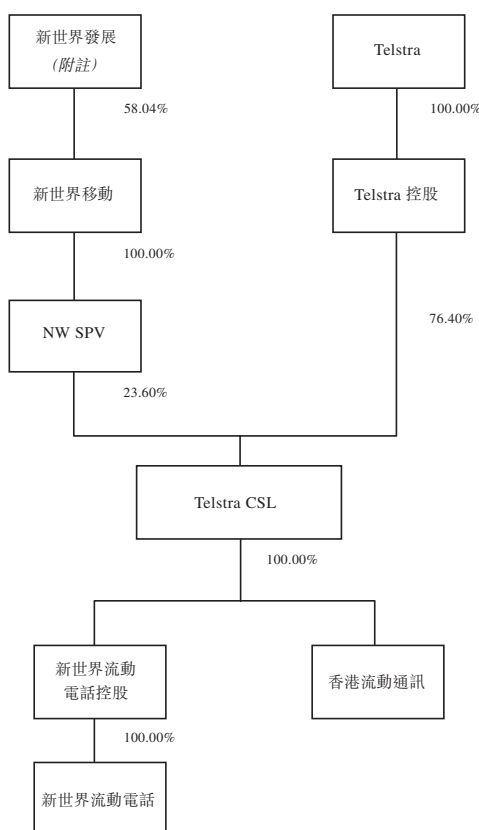 新世界發展
(附註)
Telstra
58.04%
100.00%
新世界移動
Telstra 控股
100.00%
NW SPV
76.40%
23.60%
Telstra CSL
100.00%
新世界流動
電話控股
香港流動通訊
100.00%
新世界流動電話